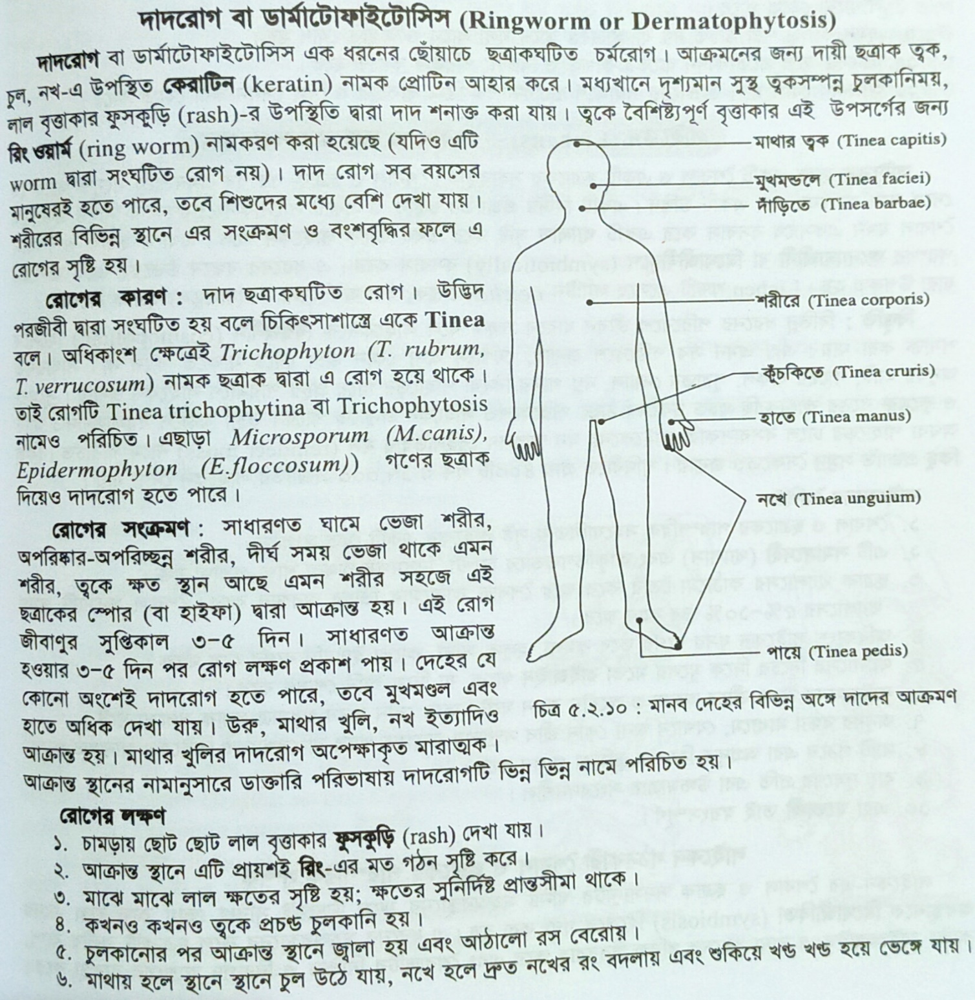 দাদরোগ বা ডার্মাটোফাইটোসিস (Ringworm or Dermatophytosis)
দাদরোগ বা ডার্মাটোফাইটোসিস এক ধরনের ছোঁয়াচে ছত্রাকঘটিত চর্মরোগ। আক্রমনের জন্য দায়ী ছত্রাক ত্বক,
চুল, নখ-এ উপস্থিত কেরাটিন (keratin) নামক প্রোটিন আহার করে। মধ্যখানে দৃশ্যমান সুস্থ ত্বকসম্পন্ন চুলকানিময়,
লাল বৃত্তাকার ফুসকুড়ি (rash)-র উপস্থিতি দ্বারা দাদ শনাক্ত করা যায়। ত্বকে বৈশিষ্ট্যপূর্ণ বৃত্তাকার এই উপসর্গের জন্য
রিং ওয়ার্ম (ring worm) নামকরণ করা হয়েছে (যদিও এটি
worm দ্বারা সংঘটিত রোগ নয়)। দাদ রোগ সব বয়সের
মানুষেরই হতে পারে, তবে শিশুদের মধ্যে বেশি দেখা যায়।
শরীরের বিভিন্ন স্থানে এর সংক্রমণ ও বংশবৃদ্ধির ফলে এ
রোগের সৃষ্টি হয়।
রোগের কারণ : দাদ ছত্রাকঘটিত রোগ। উদ্ভিদ
পরজীবী দ্বারা সংঘটিত হয় বলে চিকিৎসাশাস্ত্রে একে Tinea
বলে। অধিকাংশ ক্ষেত্রেই Trichophyton (T. rubrum,
T. verrucosum) নামক ছত্রাক দ্বারা এ রোগ হয়ে থাকে।
তাই রোগটি Tinea trichophytina বা Trichophytosis
নামেও পরিচিত। এছাড়া Microsporum (M.canis),
Epidermophyton (E.floccosum)) গণের ছত্রাক
দিয়েও দাদরোগ হতে পারে।
রোগের সংক্রমণ : সাধারণত ঘামে ভেজা শরীর,
অপরিষ্কার-অপরিচ্ছন্ন শরীর, দীর্ঘ সময় ভেজা থাকে এমন
শরীর, ত্বকে ক্ষত স্থান আছে এমন শরীর সহজে এই
ছত্রাকের স্পোর (বা হাইফা) দ্বারা আক্রান্ত হয়। এই রোগ
জীবাণুর সুপ্তিকাল ৩–৫ দিন। সাধারণত আক্রান্ত
হওয়ার ৩–৫ দিন পর রোগ লক্ষণ প্রকাশ পায়। দেহের যে
কোনো অংশেই দাদরোগ হতে পারে, তবে মুখমণ্ডল এবং
হাতে অধিক দেখা যায়। উরু, মাথার খুলি, নখ ইত্যাদিও
আক্রান্ত হয়। মাথার খুলির দাদরোগ অপেক্ষাকৃত মারাত্মক।
আক্রান্ত স্থানের নামানুসারে ডাক্তারি পরিভাষায় দাদরোগটি ভিন্ন ভিন্ন নামে পরিচিত হয়।
মাথার ত্বক (Tinea capitis)
মুখমন্ডলে (Tinea faciei)
দাঁড়িতে (Tinea barbae)
শরীরে (Tinea corporis)
কুঁচকিতে (Tinea cruris)
হাতে (Tinea manus)
নখে (Tinea unguium)
পায়ে (Tinea pedis)
চিত্র ৫.২.১০ : মানব দেহের বিভিন্ন অঙ্গে দাদের আক্রমণ
রোগের লক্ষণ
১. চামড়ায় ছোট ছোট লাল বৃত্তাকার ফুসকুড়ি (rash) দেখা যায়।
২. আক্রান্ত স্থানে এটি প্রায়শই রিং-এর মত গঠন সৃষ্টি করে।
৩. মাঝে মাঝে লাল ক্ষতের সৃষ্টি হয়; ক্ষতের সুনির্দিষ্ট প্রান্তসীমা থাকে।
৪. কখনও কখনও ত্বকে প্রচণ্ড চুলকানি হয়।
৫. চুলকানোর পর আক্রান্ত স্থানে জ্বালা হয় এবং আঠালো রস বেরোয়।
৬. মাথায় হলে স্থানে স্থানে চুল উঠে যায়, নখে হলে দ্রুত নখের রং বদলায় এবং শুকিয়ে খণ্ড খণ্ড হয়ে ভেঙ্গে যায়।